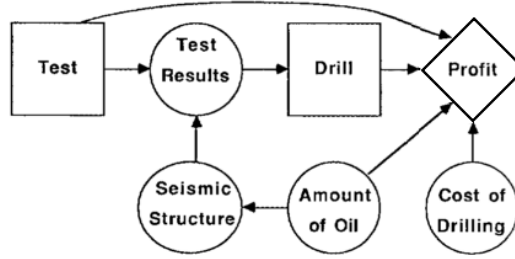 Test
Test
Results
Drill
Profit
Seismic
Structure
Amount
of Oil
Cost of
Drilling